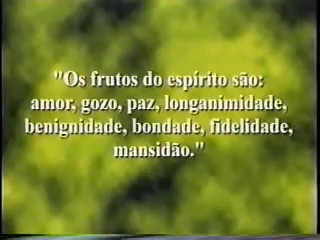 "Os frutos do espírito são:
amor, gozo, paz, longanimidade,
benignidade, bondade, fidelidade,
mansidão."